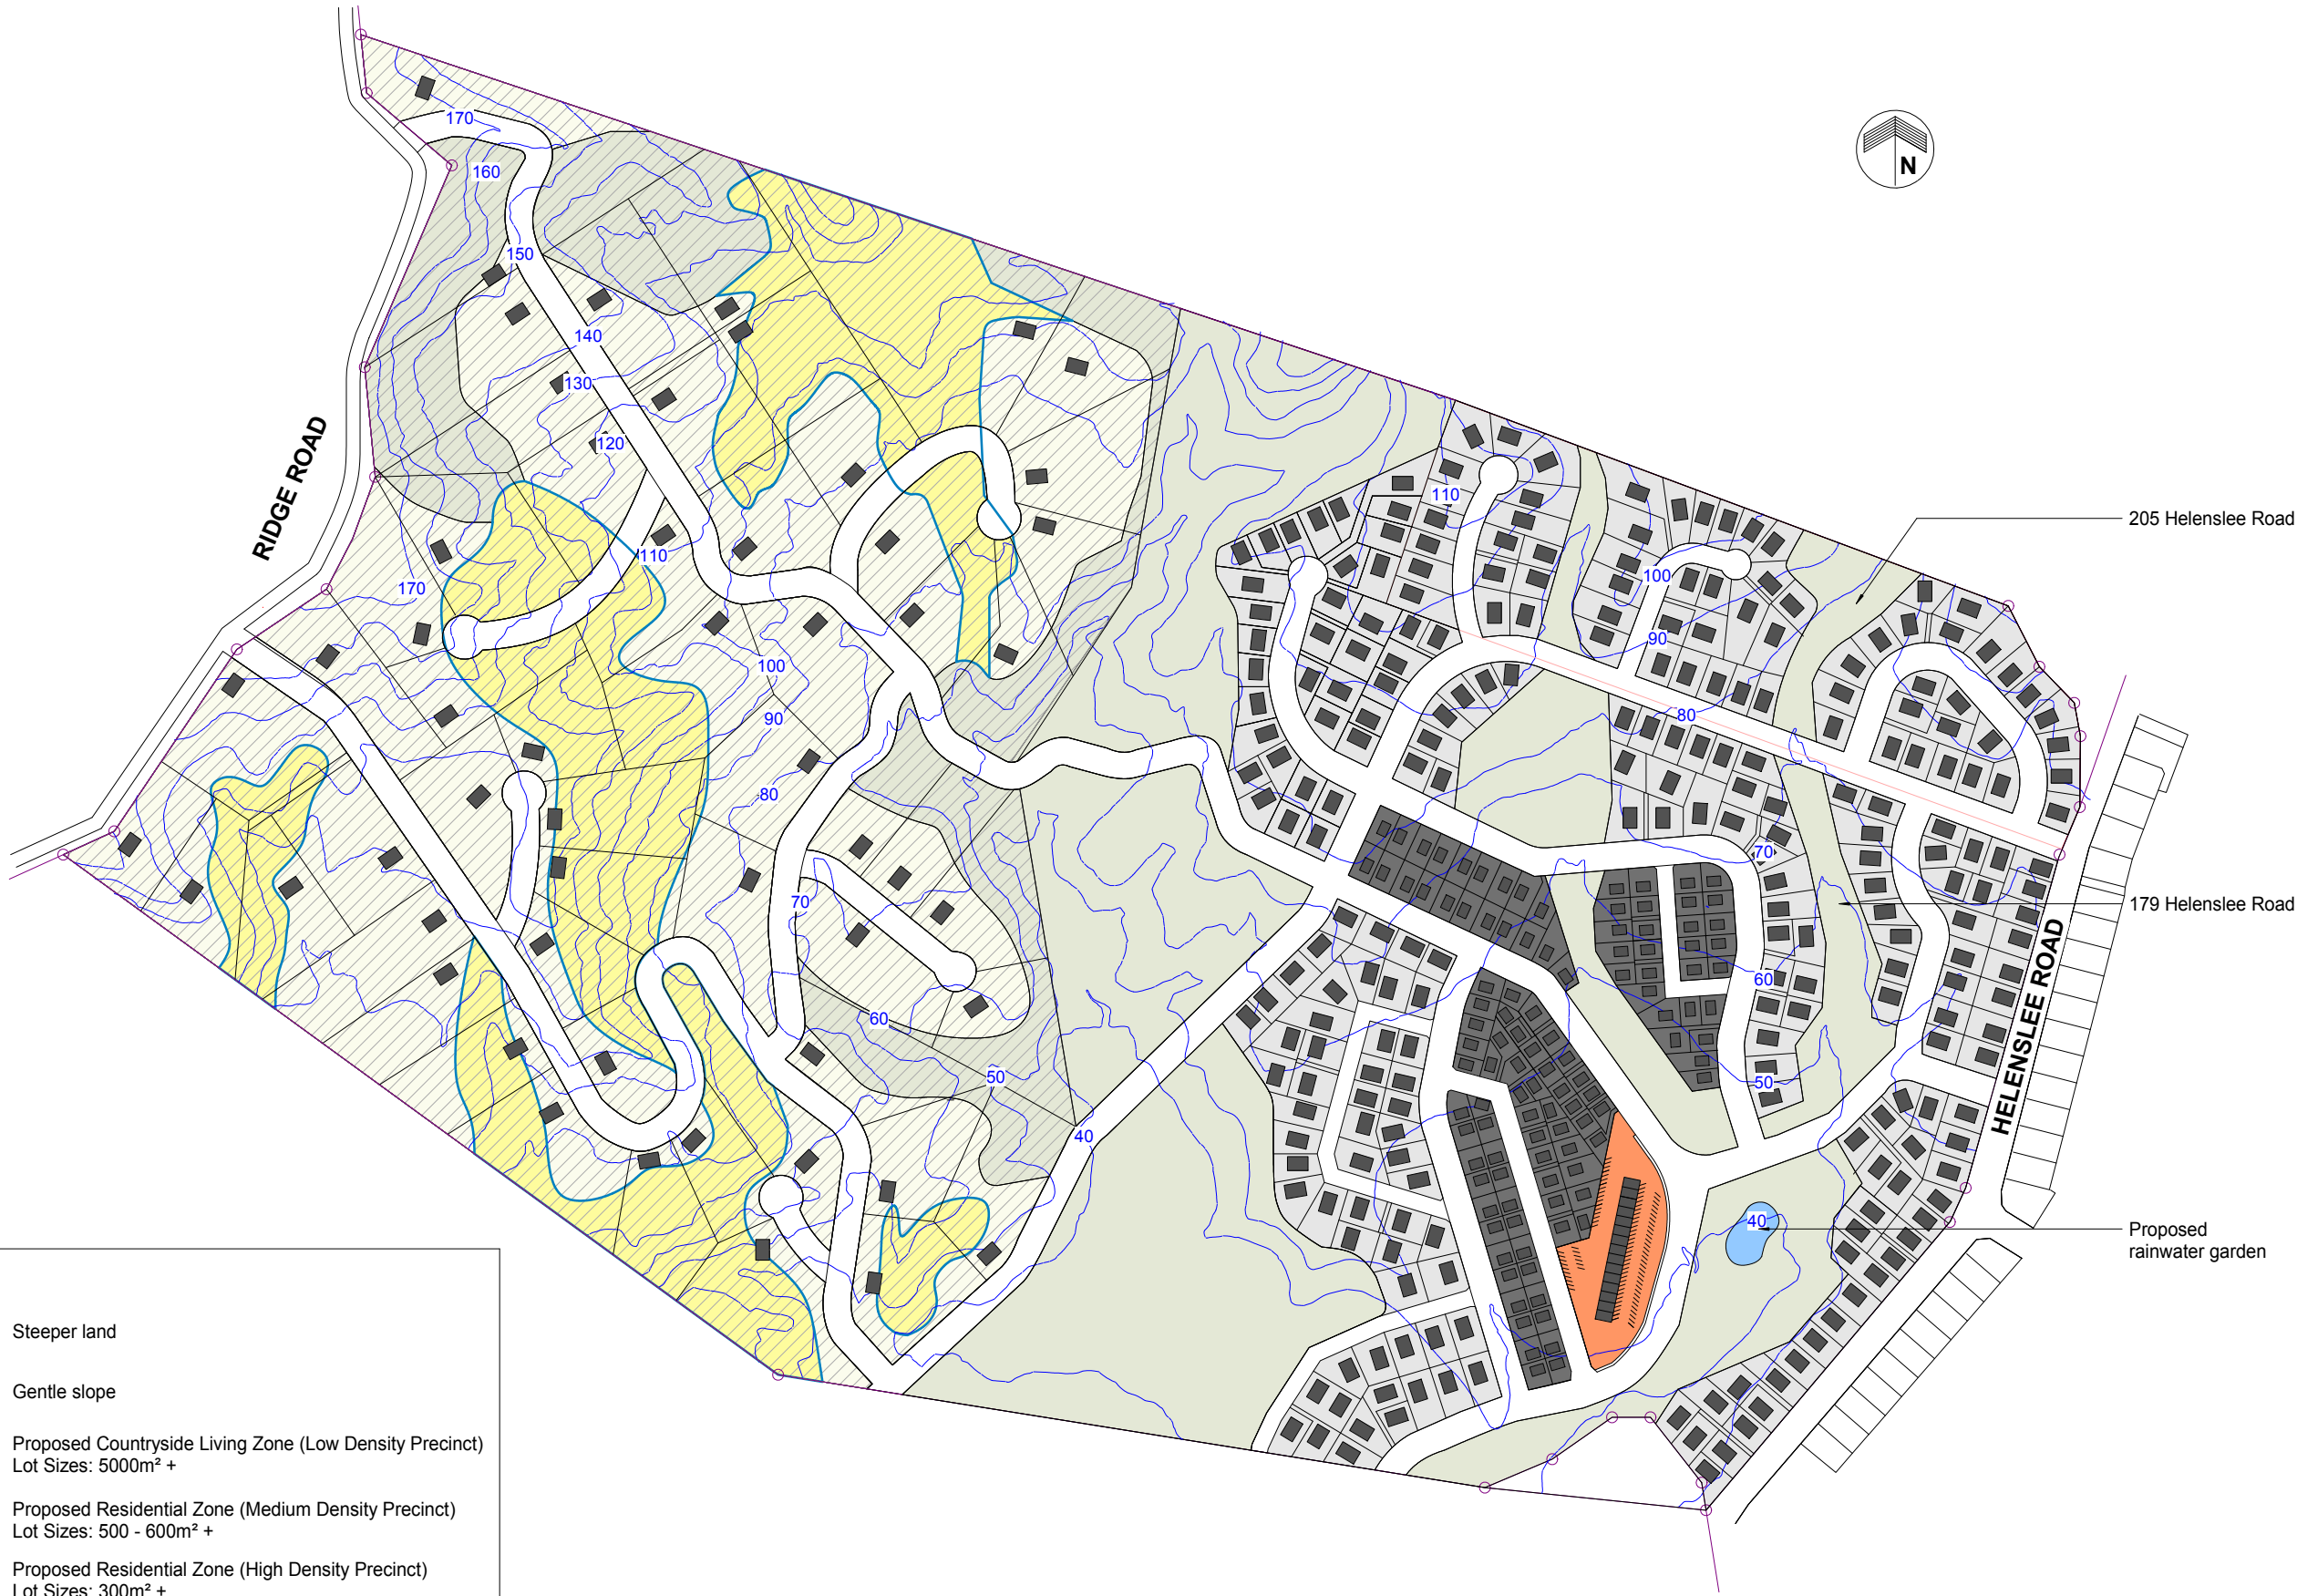 170
160
N
150
140
130
RIDGE ROAD
120
110
205 Helenslee Road
110
100
170
90
100
90
80
80
70
70
179 Helenslee Road
HELENSLEE ROAD
60
60
50
50
40
40
Proposed
rainwater garden
Steeper land
Gentle slope
Proposed Countryside Living Zone (Low Density Precinct)
Lot Sizes: 5000m² +
Proposed Residential Zone (Medium Density Precinct)
Lot Sizes: 500 - 600m² +
Proposed Residential Zone (High Density Precinct)
Lot Sizes: 300m² +